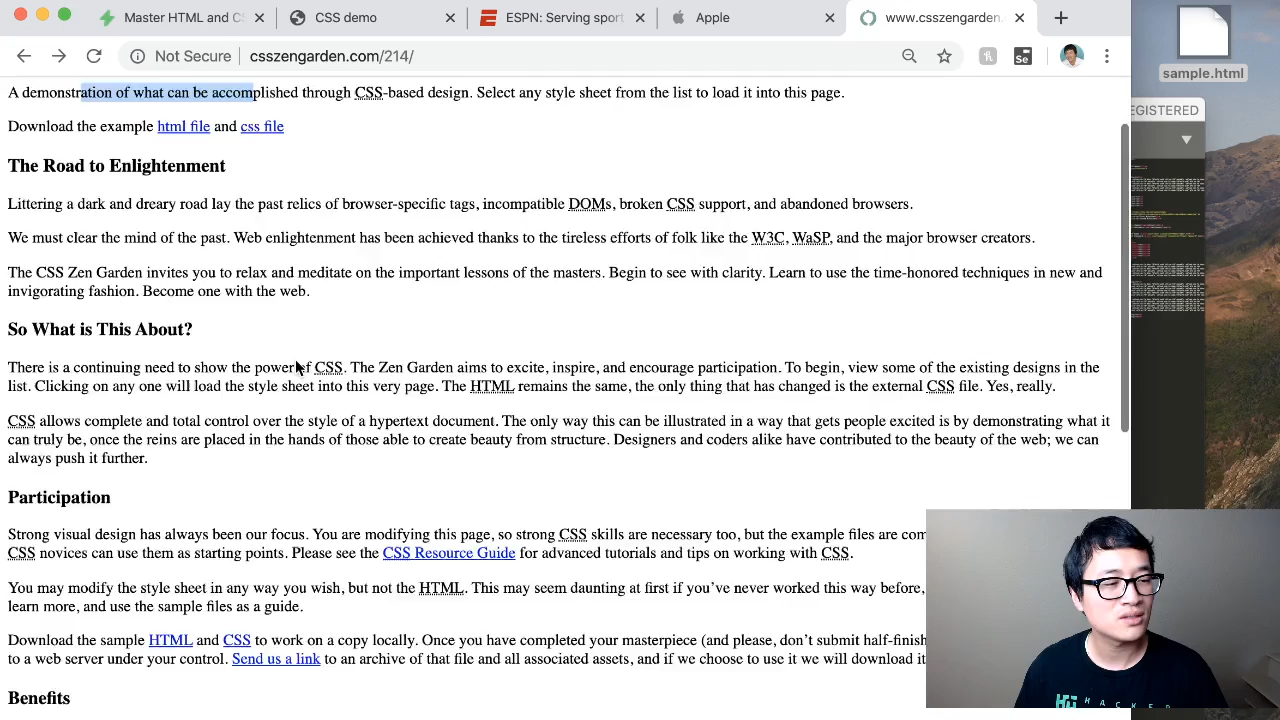 Master HTML and CS
CSS demo
ESPN: Serving sport
Apple
www.csszengarden.
Not Secure
csszengarden.com/214/
Se
sample.html
EGISTERED
A demonstration of what can be accomplished through CSS-based design. Select any style sheet from the list to load it into this page.
Download the example html file and css file
The Road to Enlightenment
Littering a dark and dreary road lay the past relics of browser-specific tags, incompatible DOMs, broken CSS support, and abandoned browsers.
We must clear the mind of the past. Web enlightenment has been achieved thanks to the tireless efforts of folk like the W3C, WaSP, and the major browser creators.
The CSS Zen Garden invites you to relax and meditate on the important lessons of the masters. Begin to see with clarity. Learn to use the time-honored techniques in new and
invigorating fashion. Become one with the web.
So What is This About?
There is a continuing need to show the power of CSS. The Zen Garden aims to excite, inspire, and encourage participation. To begin, view some of the existing designs in the
list. Clicking on any one will load the style sheet into this very page. The HTML remains the same, the only thing that has changed is the external CSS file. Yes, really.
CSS allows complete and total control over the style of a hypertext document. The only way this can be illustrated in a way that gets people excited is by demonstrating what it
can truly be, once the reins are placed in the hands of those able to create beauty from structure. Designers and coders alike have contributed to the beauty of the web; we can
always push it further.
Participation
Strong visual design has always been our focus. You are modifying this page, so strong CSS skills are necessary too, but the example files are com
CSS novices can use them as starting points. Please see the CSS Resource Guide for advanced tutorials and tips on working with CSS.
You may modify the style sheet in any way you wish, but not the HTML. This may seem daunting at first if you've never worked this way before,
learn more, and use the sample files as a guide.
Download the sample HTML and CSS to work on a copy locally. Once you have completed your masterpiece (and please, don't submit half-finish
to a web server under your control. Send us a link to an archive of that file and all associated assets, and if we choose to use it we will download it
Benefits
HACKER